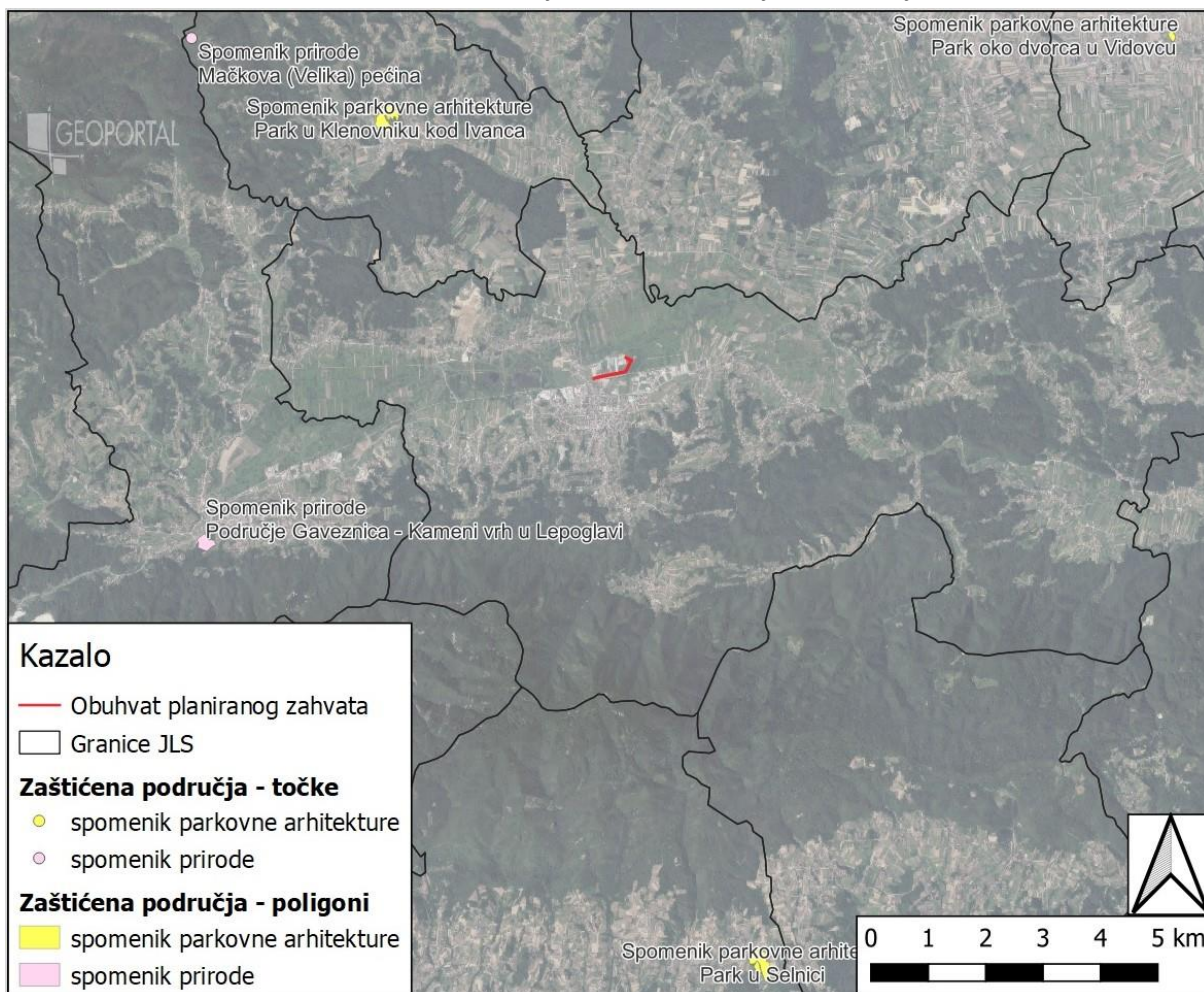 Spomenik parkovne arhitekture
Park oko dvorca u Vidovcu
Spomenik prirode
Mačkova (Velika) pećina
Spomenik parkovne arhitekture
Park u Klenovniku kod Ivanca
GEOPORTAL
Spomenik prirode
Područje Gaveznica - Kameni vrh u Lepoglavi
Kazalo
Obuhvat planiranog zahvata
Granice JLS
Zaštićena područja - točke
spomenik parkovne arhitekture
spomenik prirode
Zaštićena područja - poligoni
spomenik parkovne arhitekture
spomenik prirode
Spomenik parkovne arhite
Park u Selnici
0 1 2 3 4 5 km